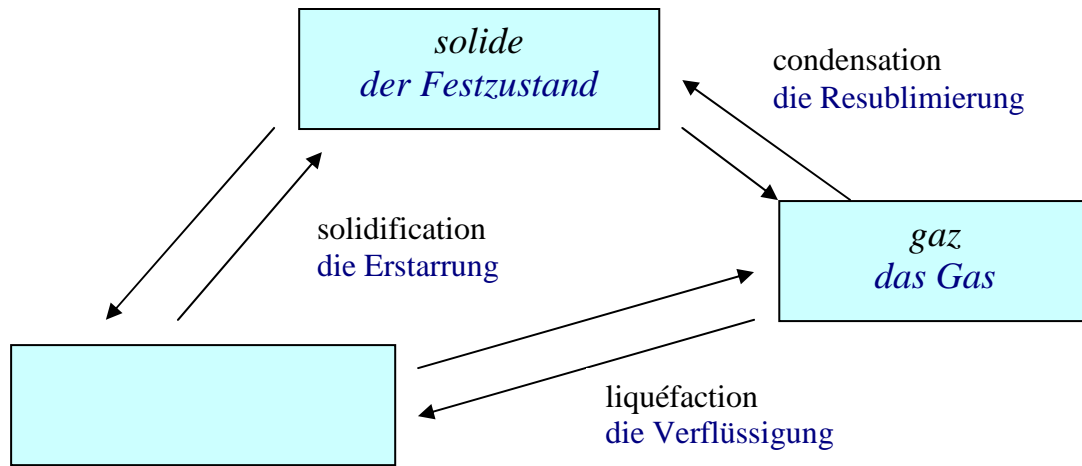 solide
der Festzustand
condensation
die Resublimierung
solidification
die Erstarrung
gaz
das Gas
liquéfaction
die Verflüssigung